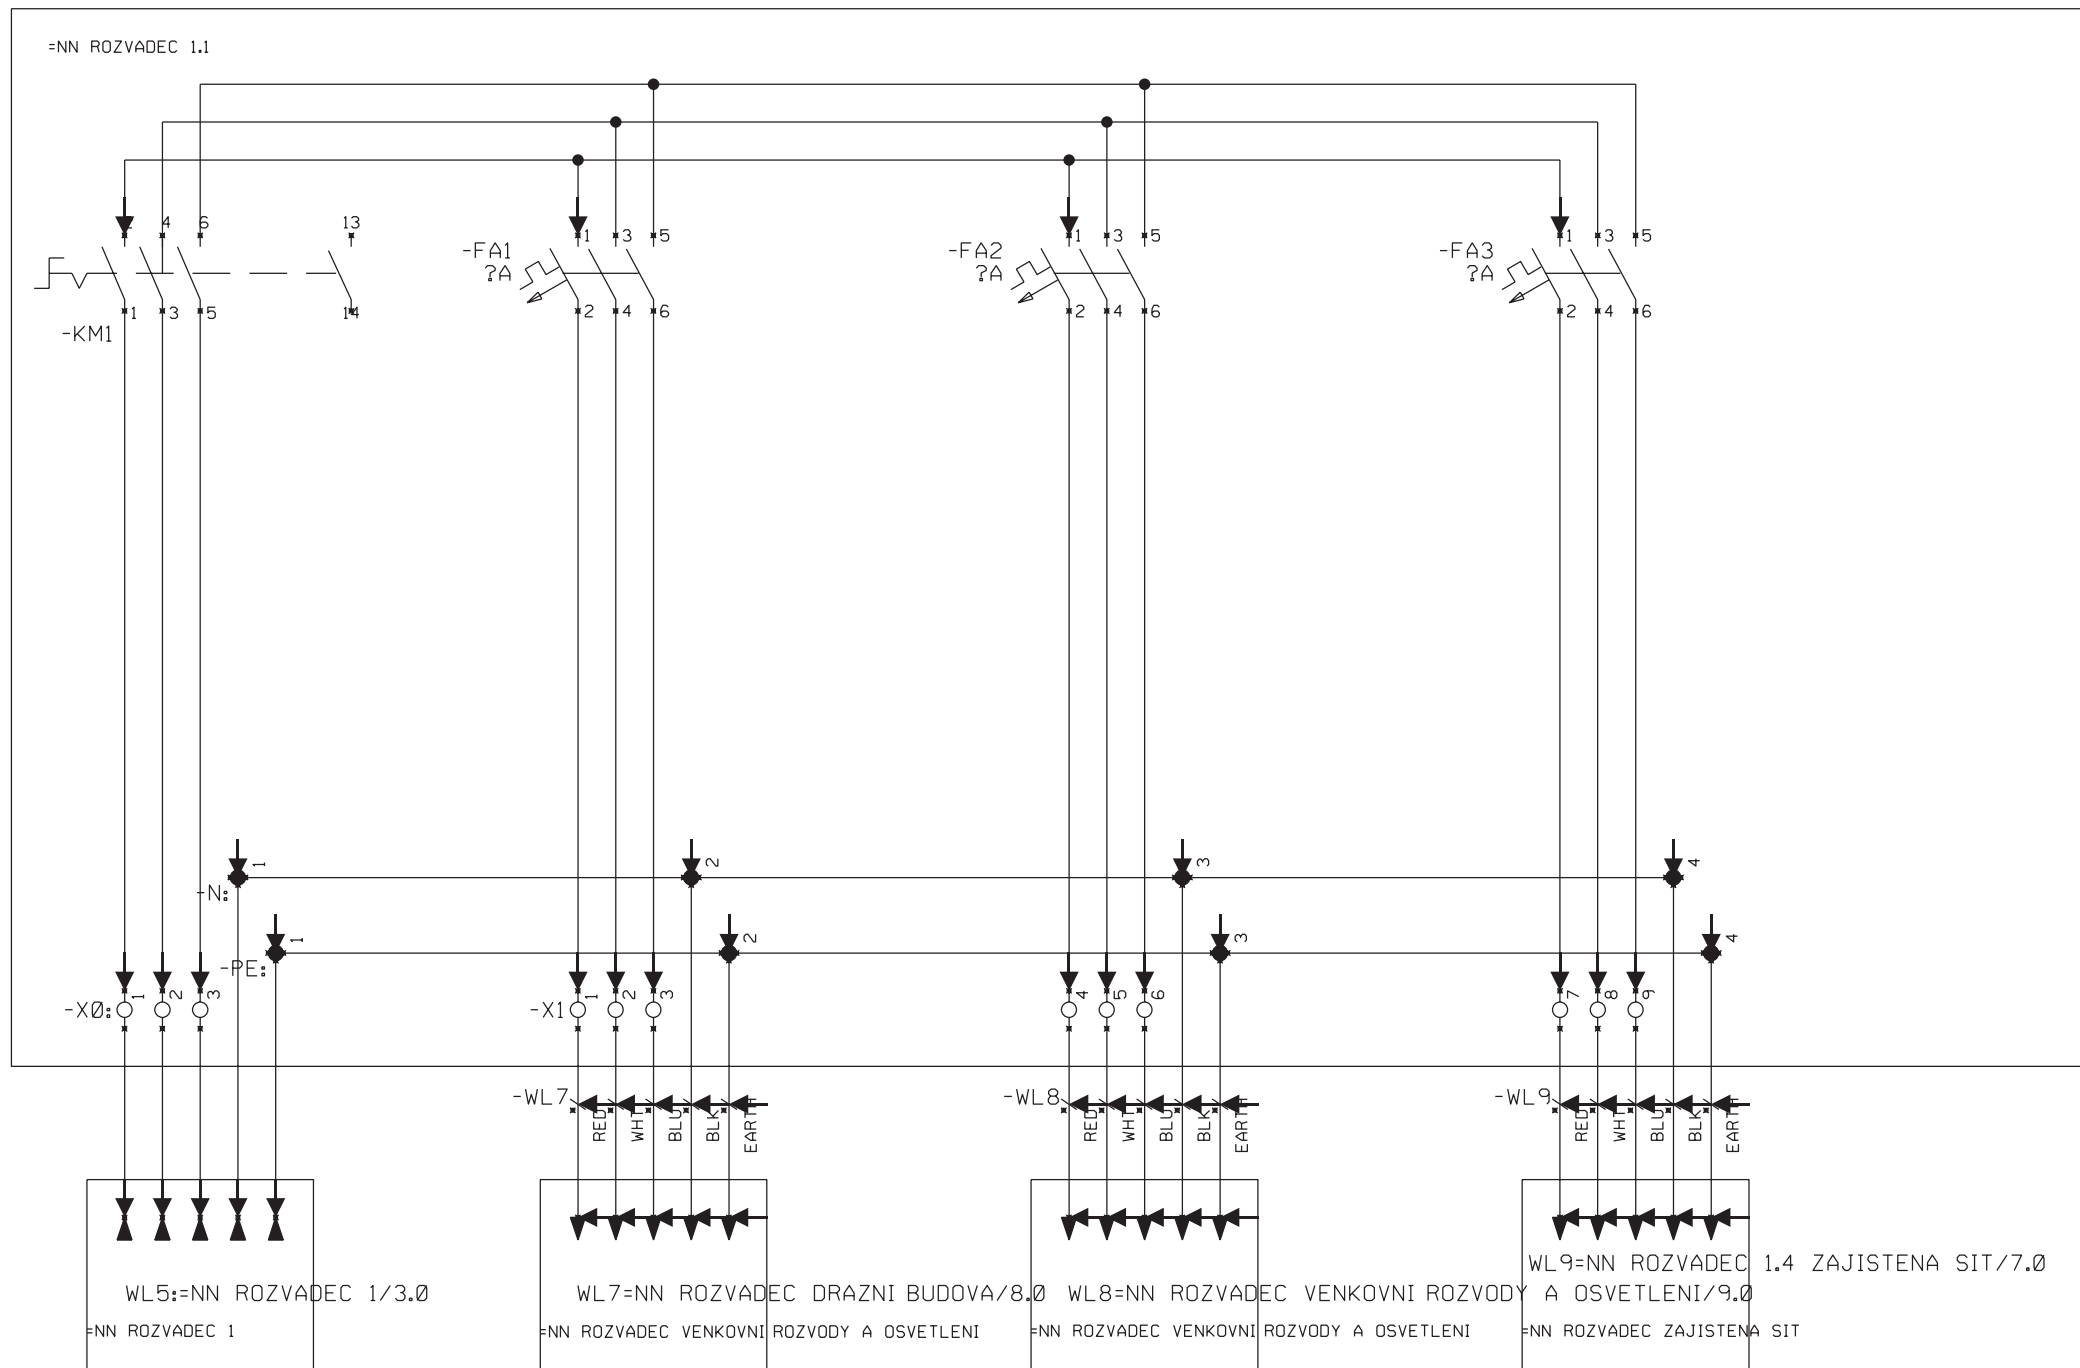 =NN ROZVADEC 1.1
4 6 13
-FA1 1 3 5
?A
-FA2 1 3 5
?A
-FA3 1 3 5
?A
1 3 5 14
-KM1
2 4 6
2 4 6
2 4 6
-N: 1 2 3 4
-PE: 1 2 3 4
-XØ: 1 2 3
-X1 1 2 3
4 5 6
7 8 9
-WL7 RED WHT BLU BLK EARTH
-WL8 RED WHT BLU BLK EARTH
-WL9 RED WHT BLU BLK EARTH
WL9=NN ROZVADEC 1.4 ZAJISTENA SIT/7.Ø
WL5:=NN ROZVADEC 1/3.Ø
WL7=NN ROZVADEC DRAZNI BUDOVA/8.Ø
WL8=NN ROZVADEC VENKOVNI ROZVODY A OSVETLENI/9.Ø
=NN ROZVADEC 1
=NN ROZVADEC VENKOVNI ROZVODY A OSVETLENI
=NN ROZVADEC VENKOVNI ROZVODY A OSVETLENI
=NN ROZVADEC ZAJISTENA SIT